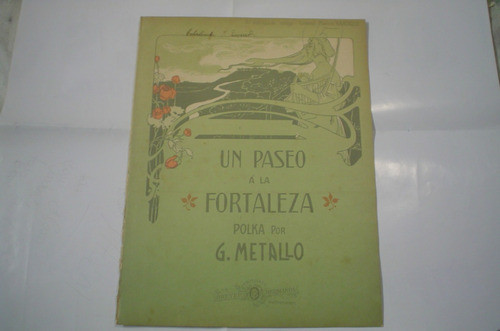 UN PASEO
A LA
FORTALEZA
POLKA POR
G. METALLO